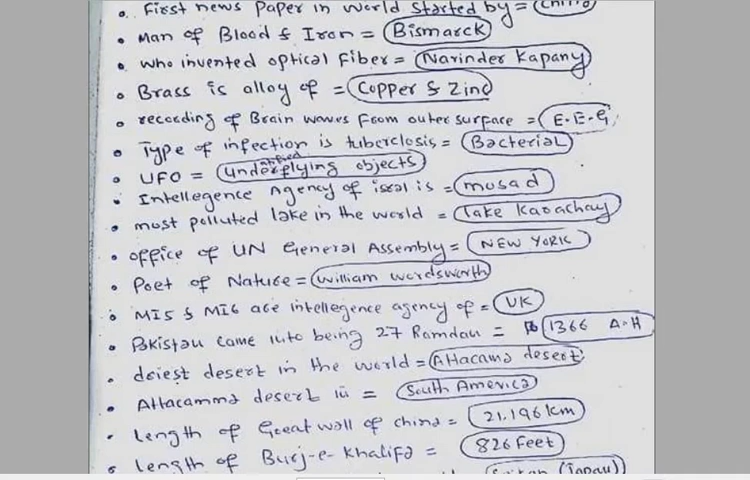 • First news paper in world started by = China
• Man of Blood & Iron = Bismarck
• who invented optical Fiber = Narinder Kapany
• Brass is alloy of = Copper & Zinc
• recording of Brain waves From outer surface = E.E.G
• Type of infection is tuberclosis = Bacterial
• UFO = Underflying objects
• Intellegence Agency of isral is = mosad
• most polluted lake in the world = Lake Karachay
• office of UN General Assembly = NEW YORK
• Poet of Nature = William wordsworth
• MI5 & MI6 are intellegence agency of = UK
• Pakistan came into being 27 Ramdan = 1366 A.H
• driest desert in the world = Attacama desert
• Attacamma desert in = South America
• length of Great wall of china = 21.196 km
• length of Burj-e-Khalifa = 826 Feet
(Japan)